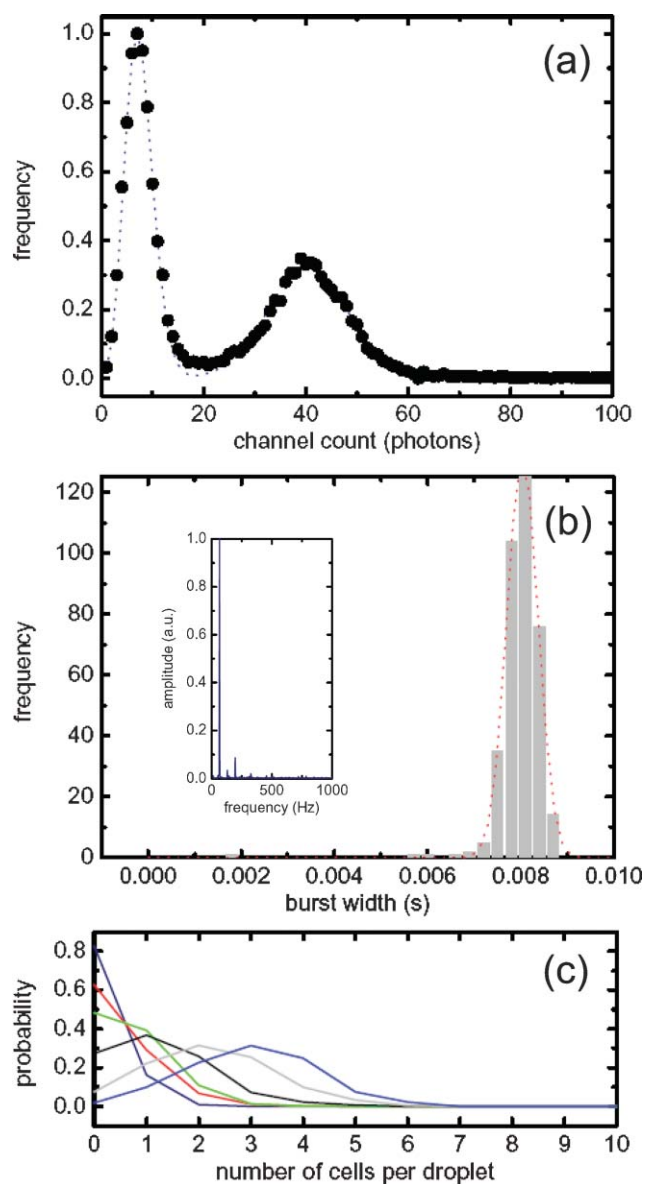 (a)
1.0
0.8
0.6
0.4
0.2
0.0
frequency
0 20 40 60 80 100
channel count (photons)
(b)
120
100
80
60
40
20
0
frequency
1.0
0.8
0.6
0.4
0.2
0.0
amplitude (a.u.)
0 500 1000
frequency (Hz)
0.000 0.002 0.004 0.006 0.008 0.010
burst width (s)
(c)
0.8
0.6
0.4
0.2
0.0
probability
0 1 2 3 4 5 6 7 8 9 10
number of cells per droplet